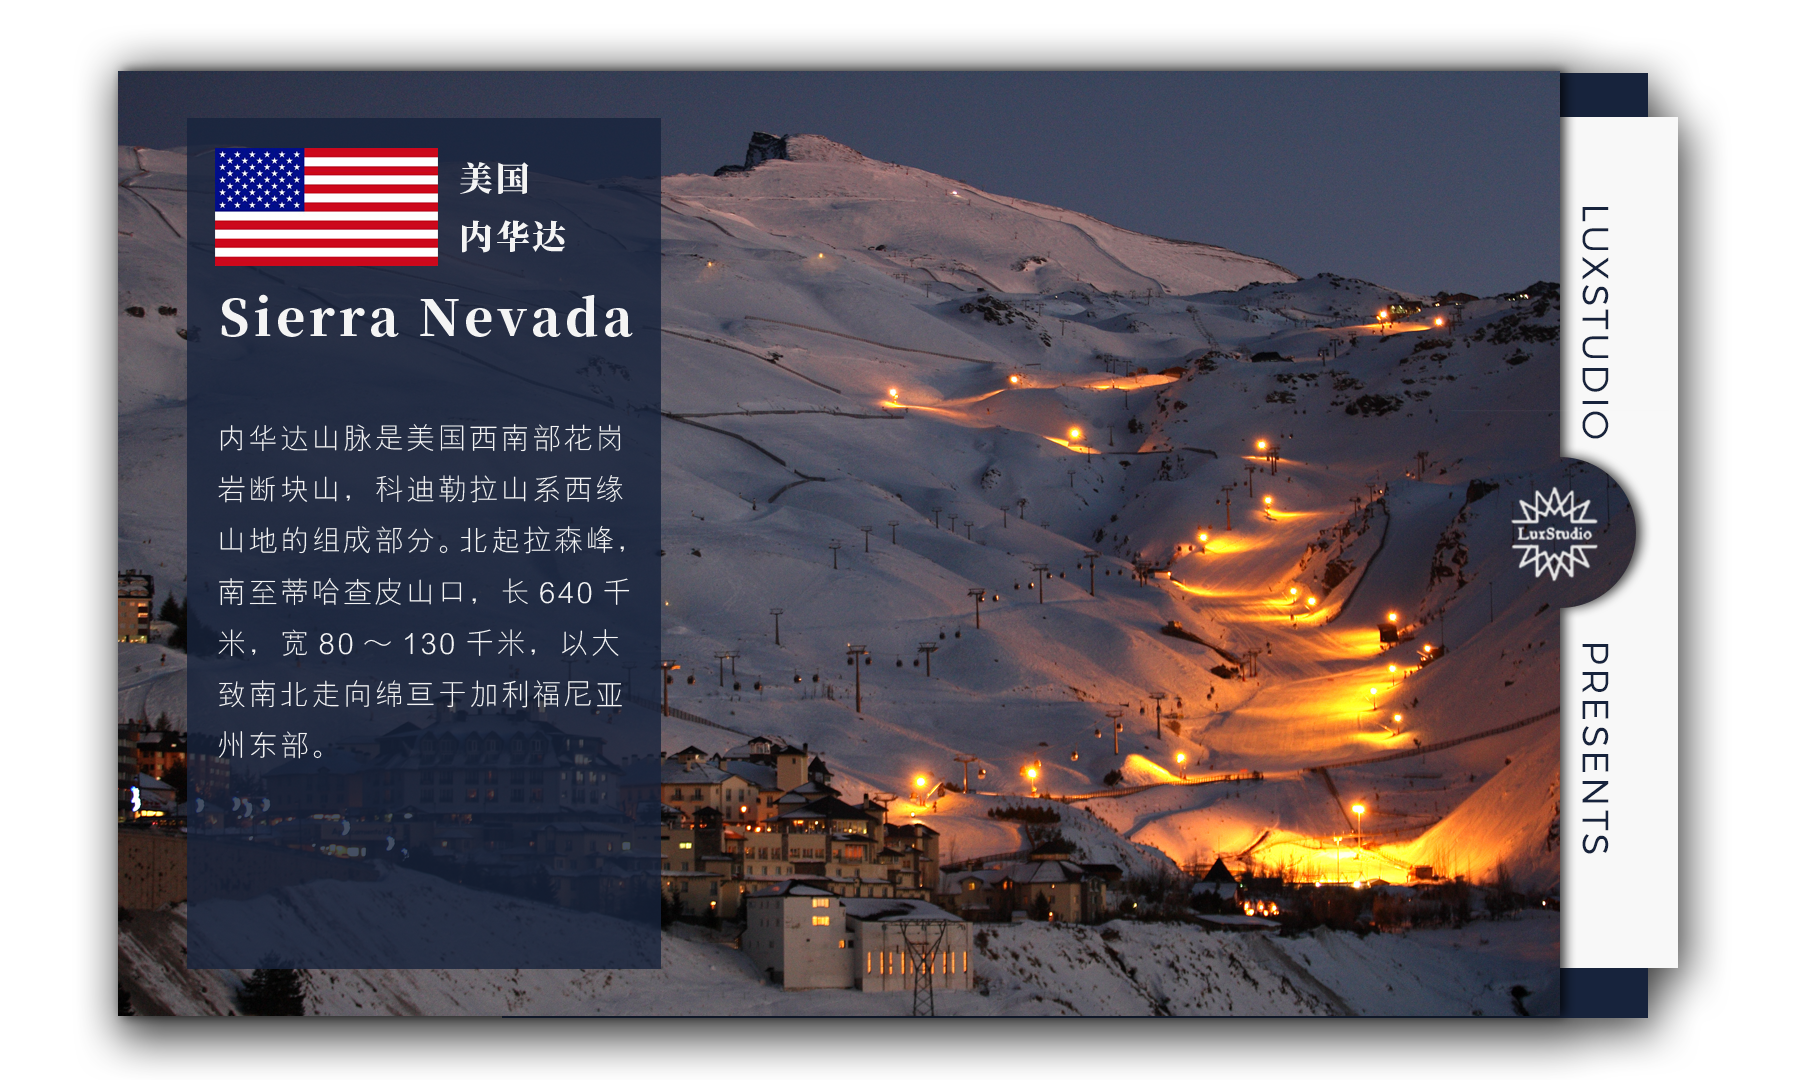 美国
内华达
Sierra Nevada
内华达山脉是美国西南部花岗
岩断块山，科迪勒拉山系西缘
山地的组成部分。北起拉森峰，
南至蒂哈查皮山口，长 640 千
米，宽 80 ～ 130 千米，以大
致南北走向绵亘于加利福尼亚
州东部。
LUXSTUDIO
LuxStudio
PRESENTS